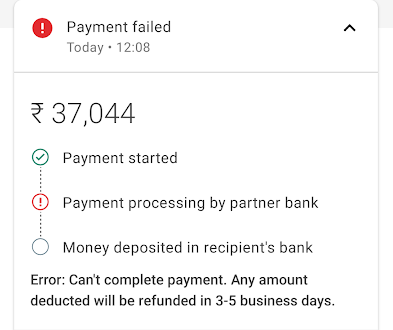 Payment failed
Today • 12:08
₹ 37,044
Payment started
Payment processing by partner bank
Money deposited in recipient's bank
Error: Can't complete payment. Any amount
deducted will be refunded in 3-5 business days.